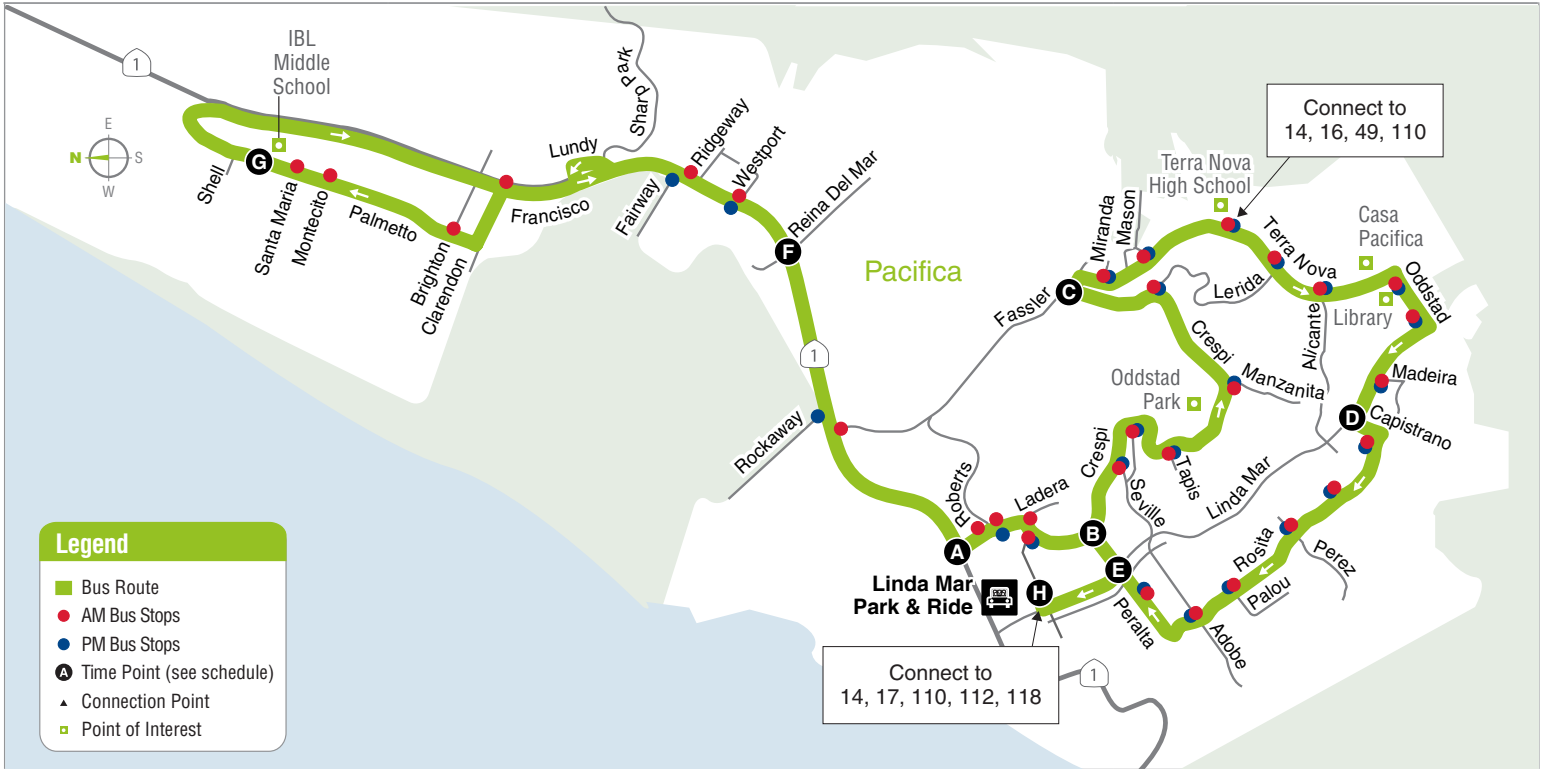 1
IBL
Middle
School
E
N
S
W
Shell
G
Santa Maria
Montecito
Palmetto
Brighton
Clarendon
Lundy
Francisco
Sharp Park
Fairway
Ridgeway
Westport
Reina Del Mar
F
Pacifica
1
Rockaway
Fassler
C
Miranda
Mason
Terra Nova
High School
Connect to
14, 16, 49, 110
Terra Nova
Lerida
Casa
Pacifica
Library
Oddstad
Alicante
Crespi
Manzanita
Oddstad
Park
Madeira
D
Capistrano
Crespi
Tapis
Seville
Linda Mar
Roberts
Ladera
A
B
E
H
Linda Mar
Park & Ride
Peralta
Rosita
Perez
Palou
Adobe
Connect to
14, 17, 110, 112, 118
1
Legend
Bus Route
AM Bus Stops
PM Bus Stops
A Time Point (see schedule)
Connection Point
Point of Interest